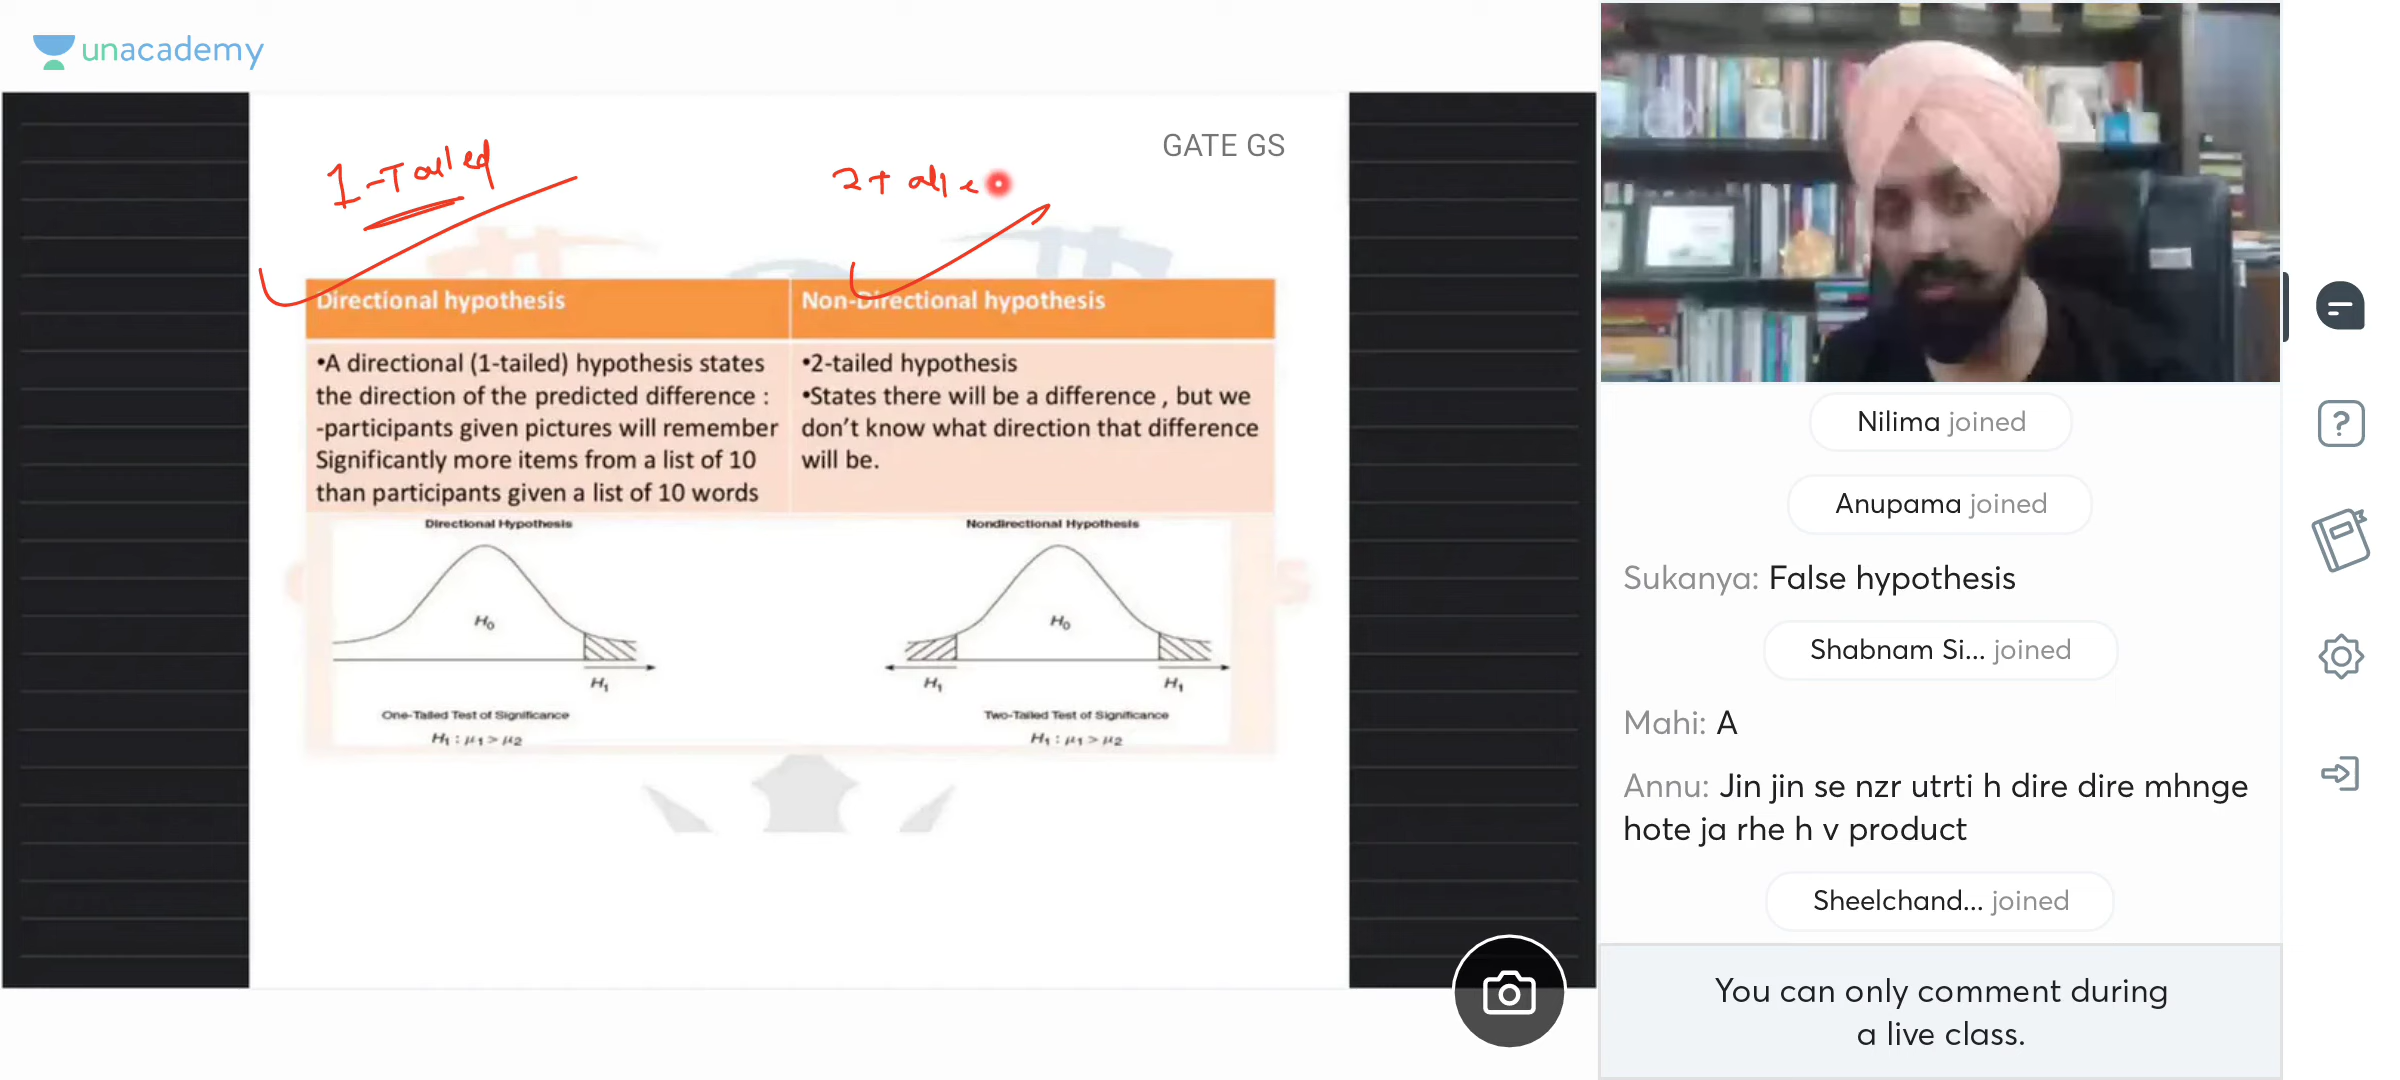 unacademy
GATE GS
1-Tailed
2 taile
Directional hypothesis
•A directional (1-tailed) hypothesis states
the direction of the predicted difference :
-participants given pictures will remember
Significantly more items from a list of 10
than participants given a list of 10 words
Non-Directional hypothesis
•2-tailed hypothesis
•States there will be a difference , but we
don't know what direction that difference
will be.
Directional Hypothesis
H₀
H₁
One-Tailed Test of Significance
H₁ : μ₁ > μ₂
Nondirectional Hypothesis
H₀
H₁ H₁
Two-Tailed Test of Significance
H₁ : μ₁ > μ₂
Nilima joined
Anupama joined
Sukanya: False hypothesis
Shabnam Si... joined
Mahi: A
Annu: Jin jin se nzr utrti h dire dire mhnge
hote ja rhe h v product
Sheelchand... joined
You can only comment during
a live class.